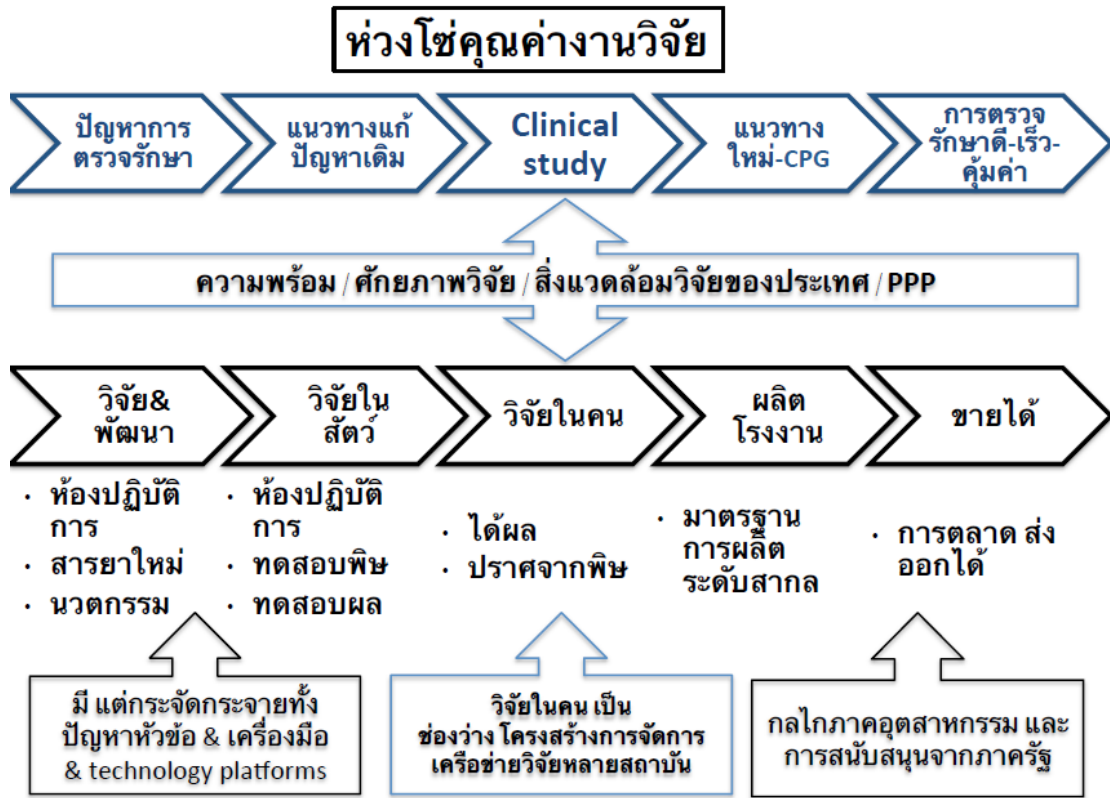 ห่วงโซ่คุณค่างานวิจัย
ปัญหาการ
ตรวจรักษา
แนวทางแก้
ปัญหาเดิม
Clinical
study
แนวทาง
ใหม่-CPG
การตรวจ
รักษาดี-เร็ว-
คุ้มค่า
ความพร้อม / ศักยภาพวิจัย / สิ่งแวดล้อมวิจัยของประเทศ / PPP
วิจัย&
พัฒนา
วิจัยใน
สัตว์
วิจัยในคน
ผลิต
โรงงาน
ขายได้
• ห้องปฏิบัติ
การ
• สารยาใหม่
• นวตกรรม
• ห้องปฏิบัติ
การ
• ทดสอบพิษ
• ทดสอบผล
• ได้ผล
• ปราศจากพิษ
• มาตรฐาน
การผลิต
ระดับสากล
• การตลาด ส่ง
ออกได้
มี แต่กระจัดกระจายทั้ง
ปัญหาหัวข้อ & เครื่องมือ
& technology platforms
วิจัยในคน เป็น
ช่องว่าง โครงสร้างการจัดการ
เครือข่ายวิจัยหลายสถาบัน
กลไกภาคอุตสาหกรรม และ
การสนับสนุนจากภาครัฐ